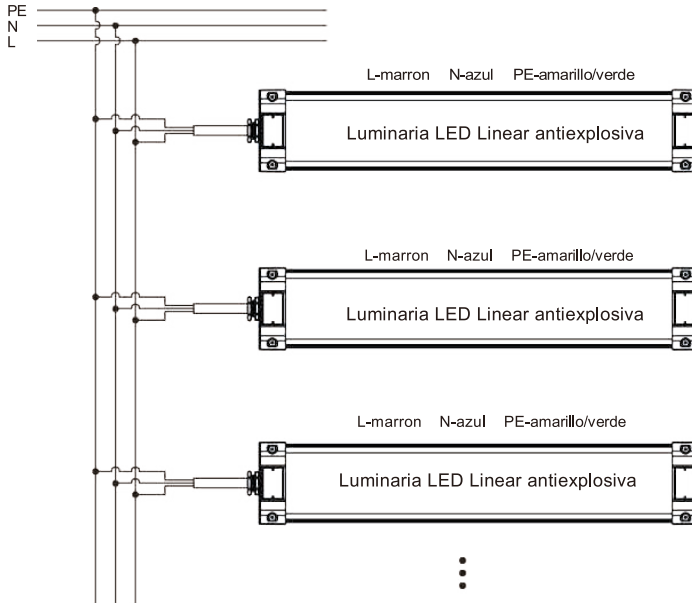 PE
N
L
L-marron N-azul PE-amarillo/verde
Luminaria LED Linear antiexplosiva
L-marron N-azul PE-amarillo/verde
Luminaria LED Linear antiexplosiva
L-marron N-azul PE-amarillo/verde
Luminaria LED Linear antiexplosiva